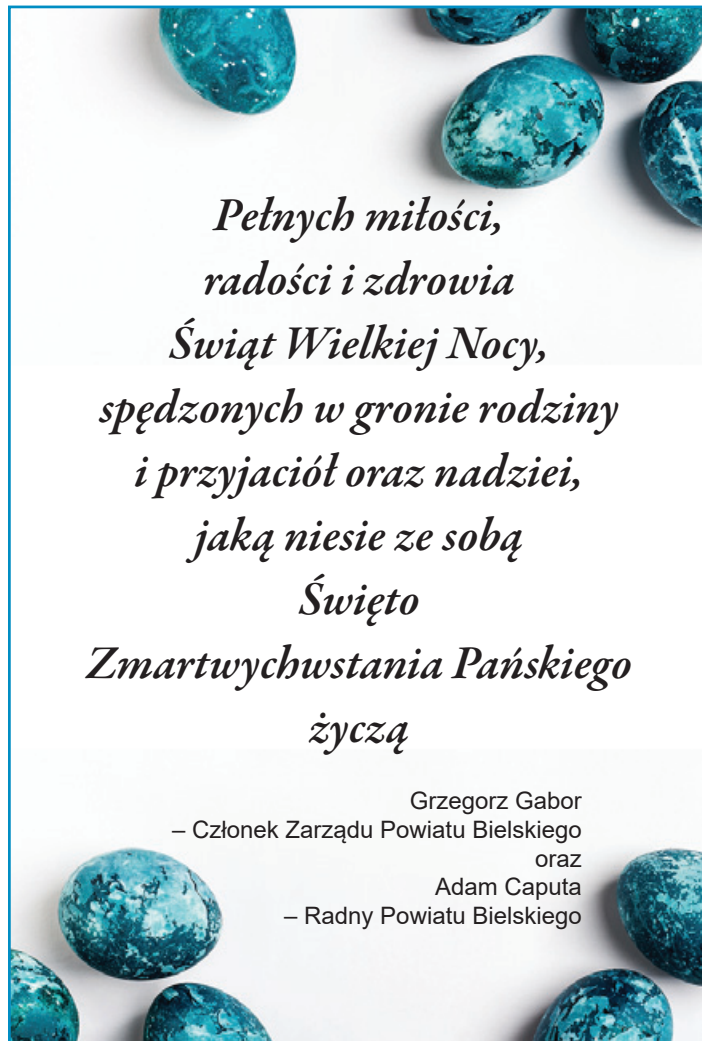 Pełnych miłości,
radości i zdrowia
Świąt Wielkiej Nocy,
spędzonych w gronie rodziny
i przyjaciół oraz nadziei,
jaką niesie ze sobą
Święto
Zmartwychwstania Pańskiego
życzą
Grzegorz Gabor
– Członek Zarządu Powiatu Bielskiego
oraz
Adam Caputa
– Radny Powiatu Bielskiego